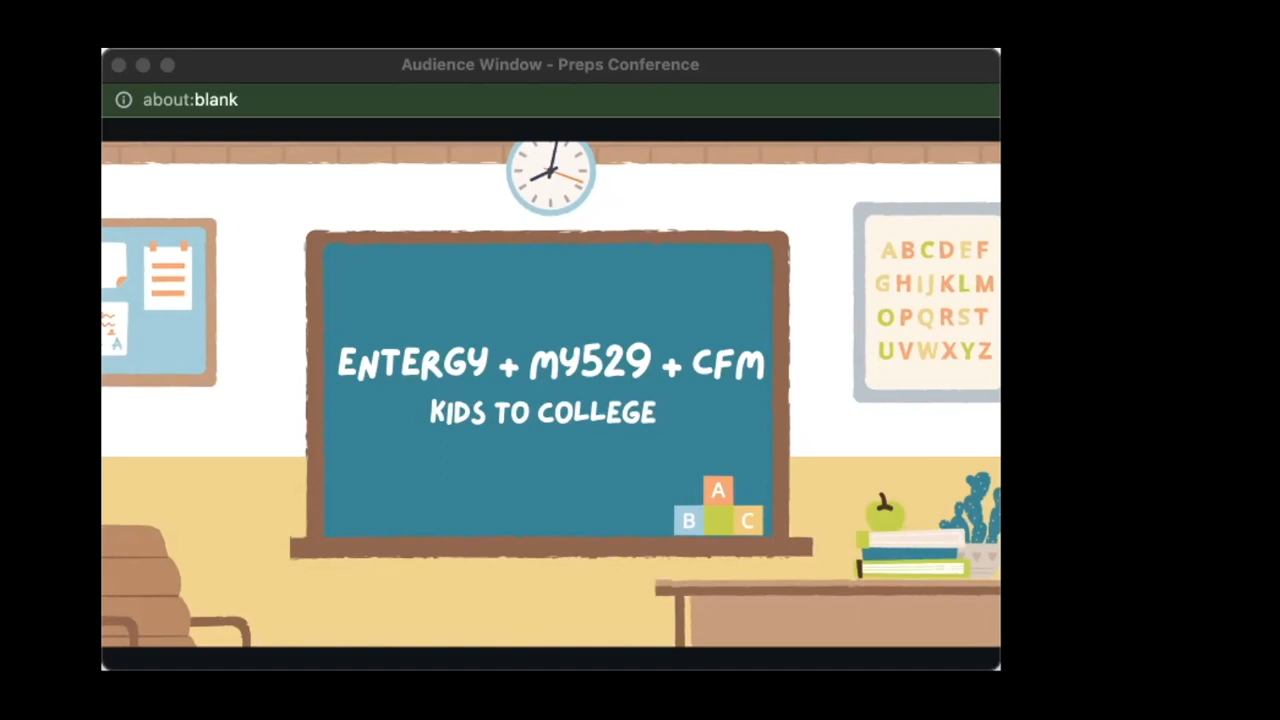 Audience Window - Preps Conference
about:blank
ENTERGY + MY529 + CFM
KIDS TO COLLEGE
A
B C
A
ABCDEF
GHIJKLM
OPQRST
UVWXYZ